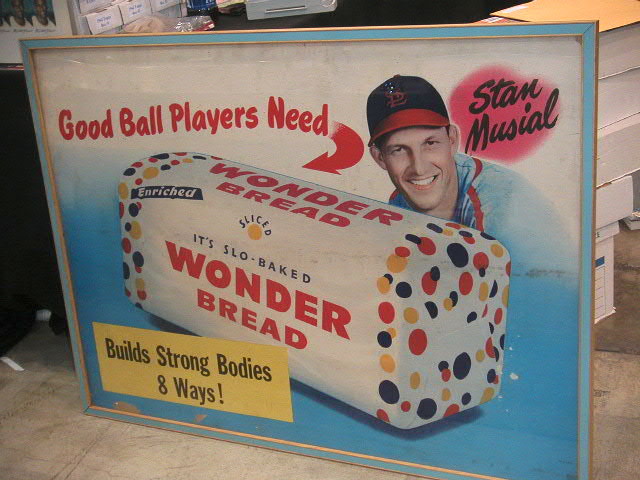 Good Ball Players Need
Stan
Musial
Enriched
WONDER
BREAD
SLICED
IT'S SLO-BAKED
WONDER
BREAD
Builds Strong Bodies
8 Ways!